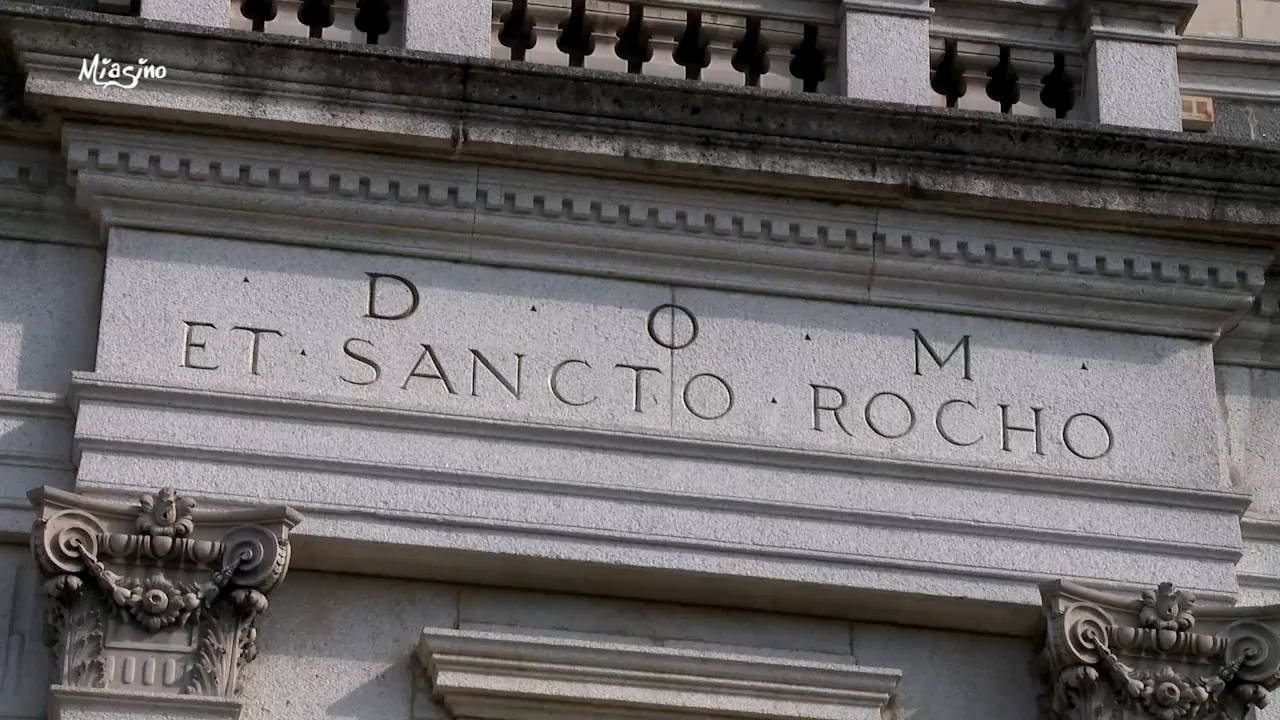 Miasino
· D · O · M ·
ET · SANCTO · ROCHO